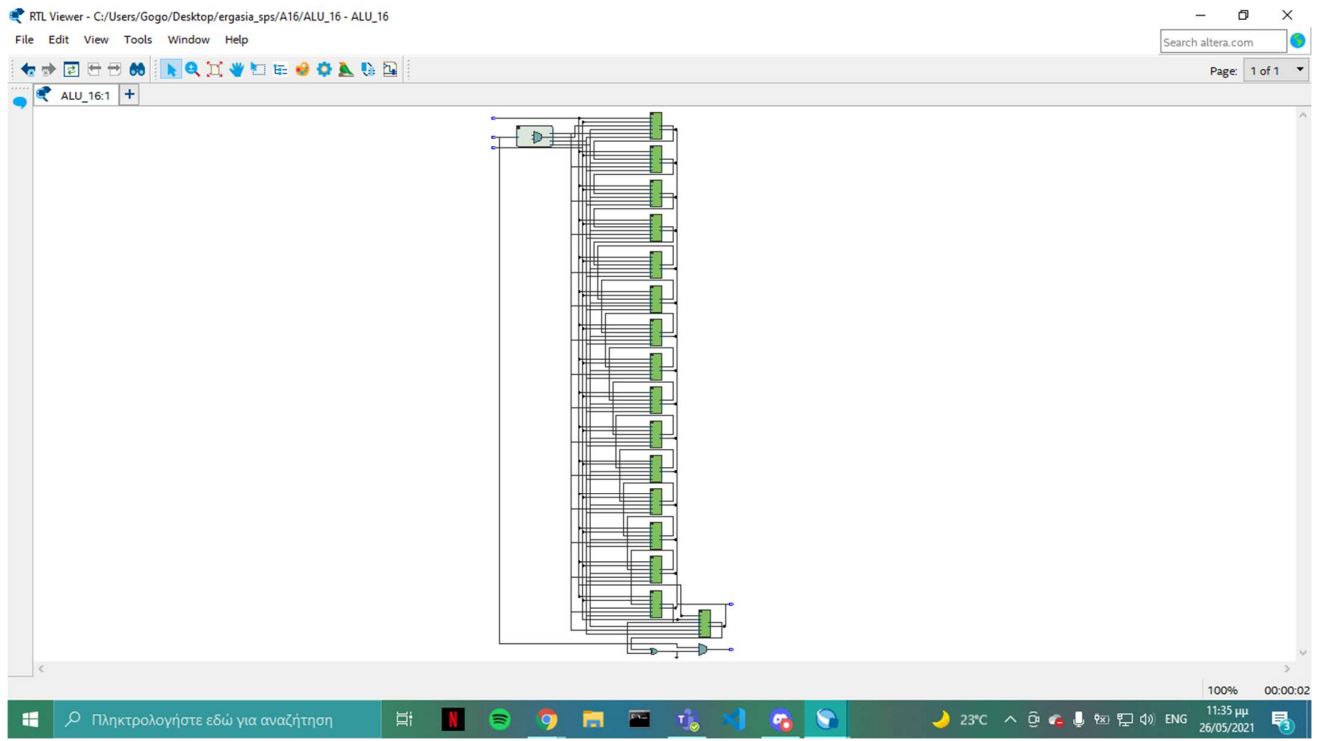 RTL Viewer - C:/Users/Gogo/Desktop/ergasia_sps/A16/ALU_16 - ALU_16
File Edit View Tools Window Help
Search altera.com
Page: 1 of 1
ALU_16:1
100% 00:00:02
Πληκτρολογήστε εδώ για αναζήτηση
23°C ENG
11:35 μμ
26/05/2021
3